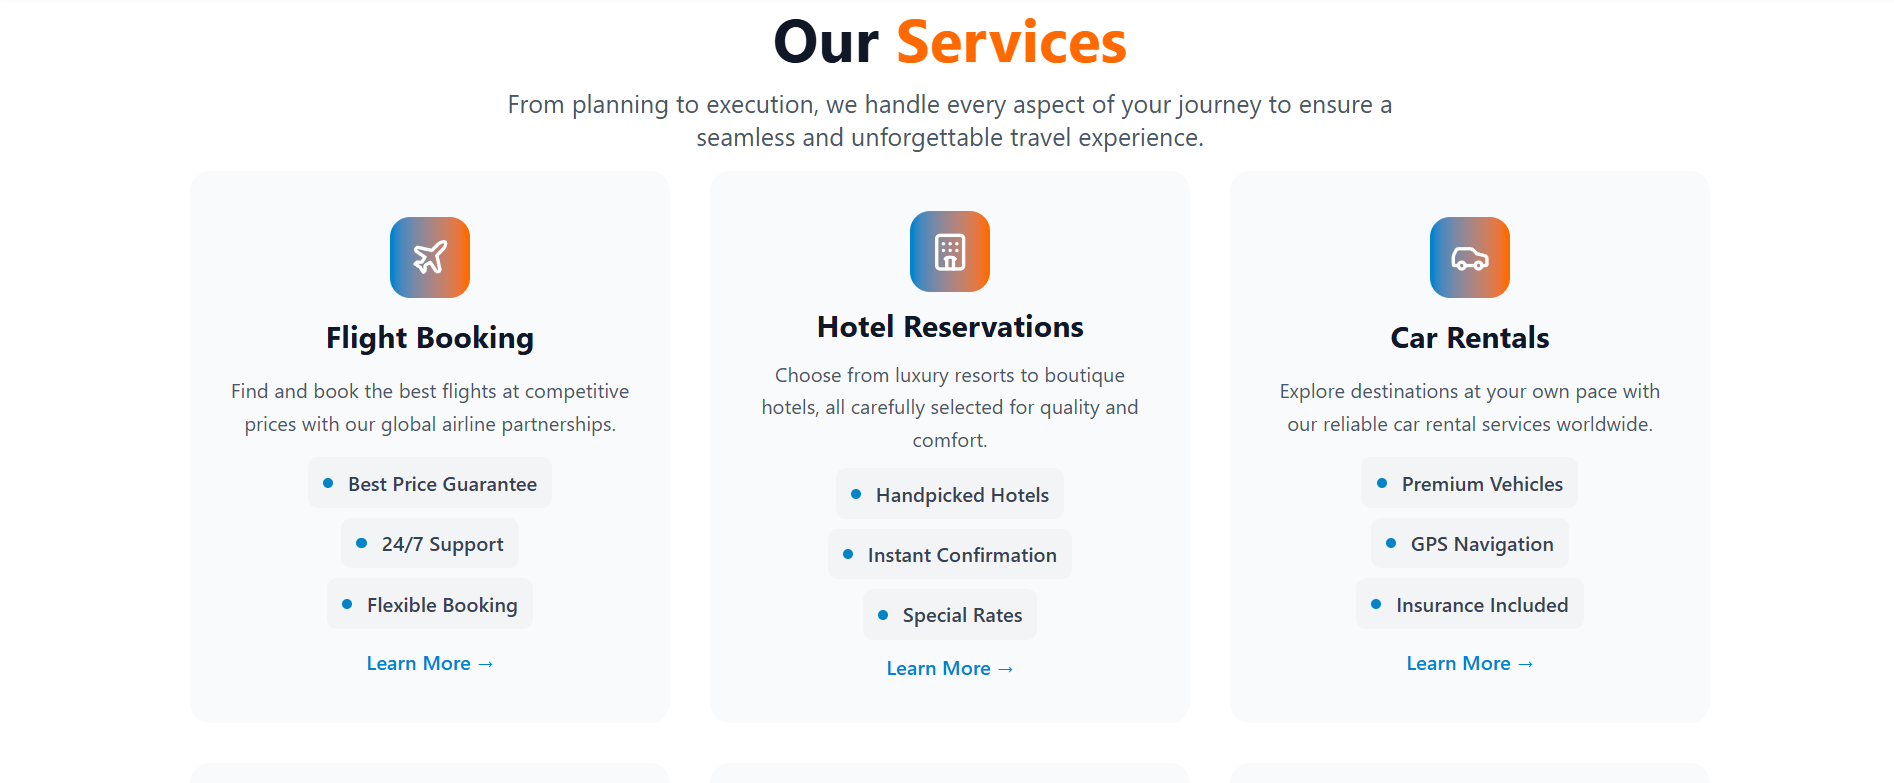 Our Services
From planning to execution, we handle every aspect of your journey to ensure a
seamless and unforgettable travel experience.
Flight Booking
Find and book the best flights at competitive
prices with our global airline partnerships.
Best Price Guarantee
24/7 Support
Flexible Booking
Learn More →
Hotel Reservations
Choose from luxury resorts to boutique
hotels, all carefully selected for quality and
comfort.
Handpicked Hotels
Instant Confirmation
Special Rates
Learn More →
Car Rentals
Explore destinations at your own pace with
our reliable car rental services worldwide.
Premium Vehicles
GPS Navigation
Insurance Included
Learn More →